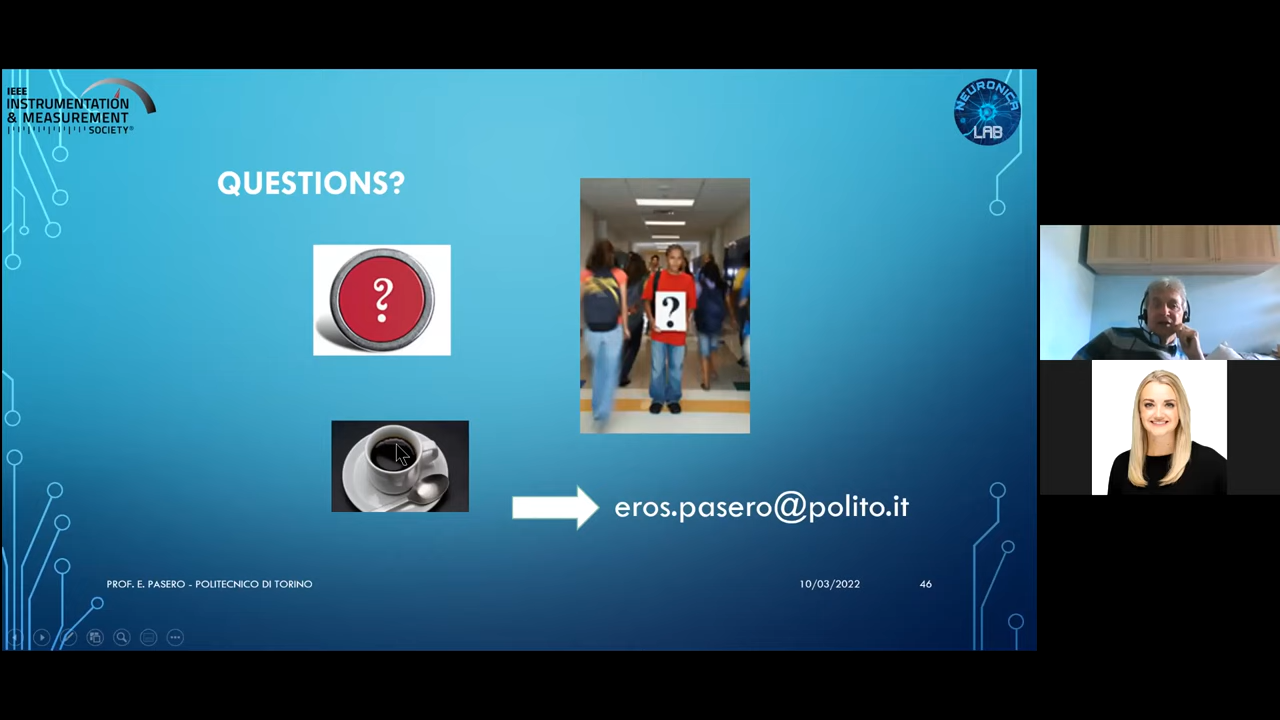 IEEE
INSTRUMENTATION
& MEASUREMENT
SOCIETY®
NEURONICA
LAB
QUESTIONS?
?
?
eros.pasero@polito.it
PROF. E. PASERO - POLITECNICO DI TORINO
10/03/2022
46